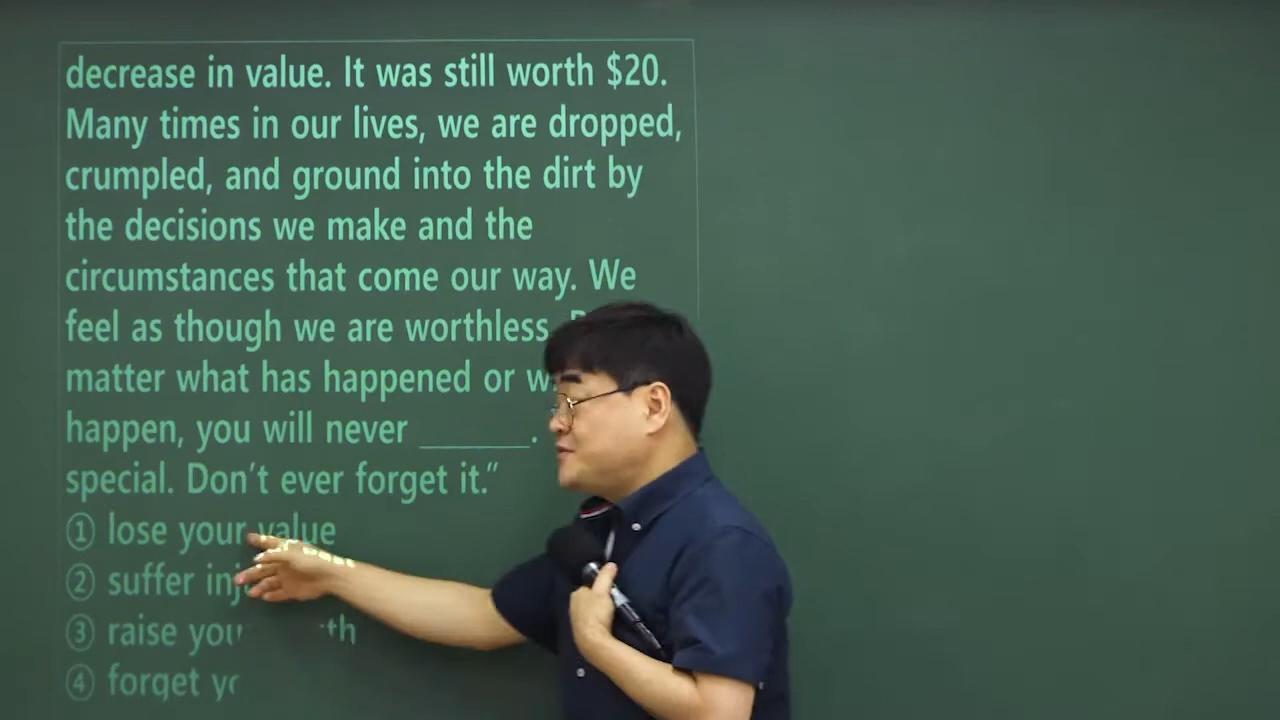 decrease in value. It was still worth $20.
Many times in our lives, we are dropped,
crumpled, and ground into the dirt by
the decisions we make and the
circumstances that come our way. We
feel as though we are worthless.
matter what has happened or
happen, you will never ______.
special. Don't ever forget it.”
① lose your value
② suffer
③ raise
④ forget